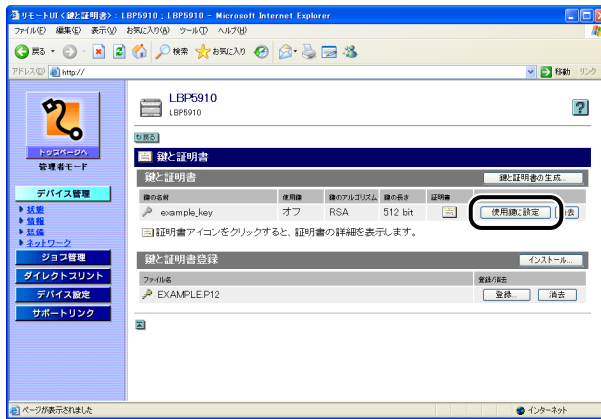 リモートUI <鍵と証明書> : LBP5910 ; LBP5910 - Microsoft Internet Explorer
ファイル(F) 編集(E) 表示(V) お気に入り(A) ツール(T) ヘルプ(H)
戻る 検索 お気に入り
アドレス(D) http:// 移動 リンク
LBP5910
LBP5910
戻る
トップページへ
管理者モード
鍵と証明書
鍵と証明書 鍵と証明書の生成...
鍵の名前 使用鍵 鍵のアルゴリズム 鍵の長さ 証明書
example_key オフ RSA 512 bit 使用鍵に設定 去
証明書アイコンをクリックすると、証明書の詳細を表示します。
鍵と証明書登録 インストール...
ファイル名 登録/消去
EXAMPLE.P12 登録... 消去
デバイス管理
状態
情報
装備
ネットワーク
ジョブ管理
ダイレクトプリント
デバイス設定
サポートリンク
ページが表示されました インターネット